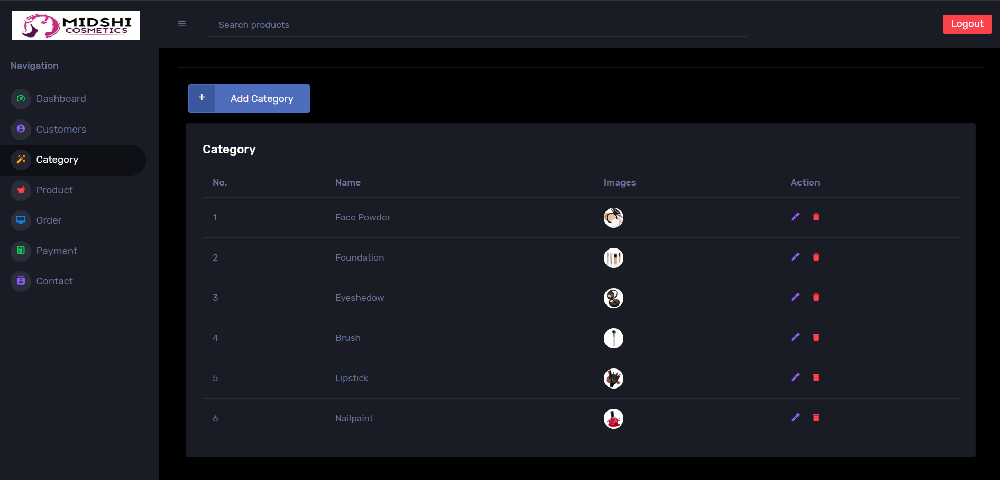 MIDSHI
COSMETICS
Search products
Logout
Navigation
Dashboard
Customers
Category
Product
Order
Payment
Contact
+ Add Category
Category
No. Name Images Action
1 Face Powder
2 Foundation
3 Eyeshedow
4 Brush
5 Lipstick
6 Nailpaint